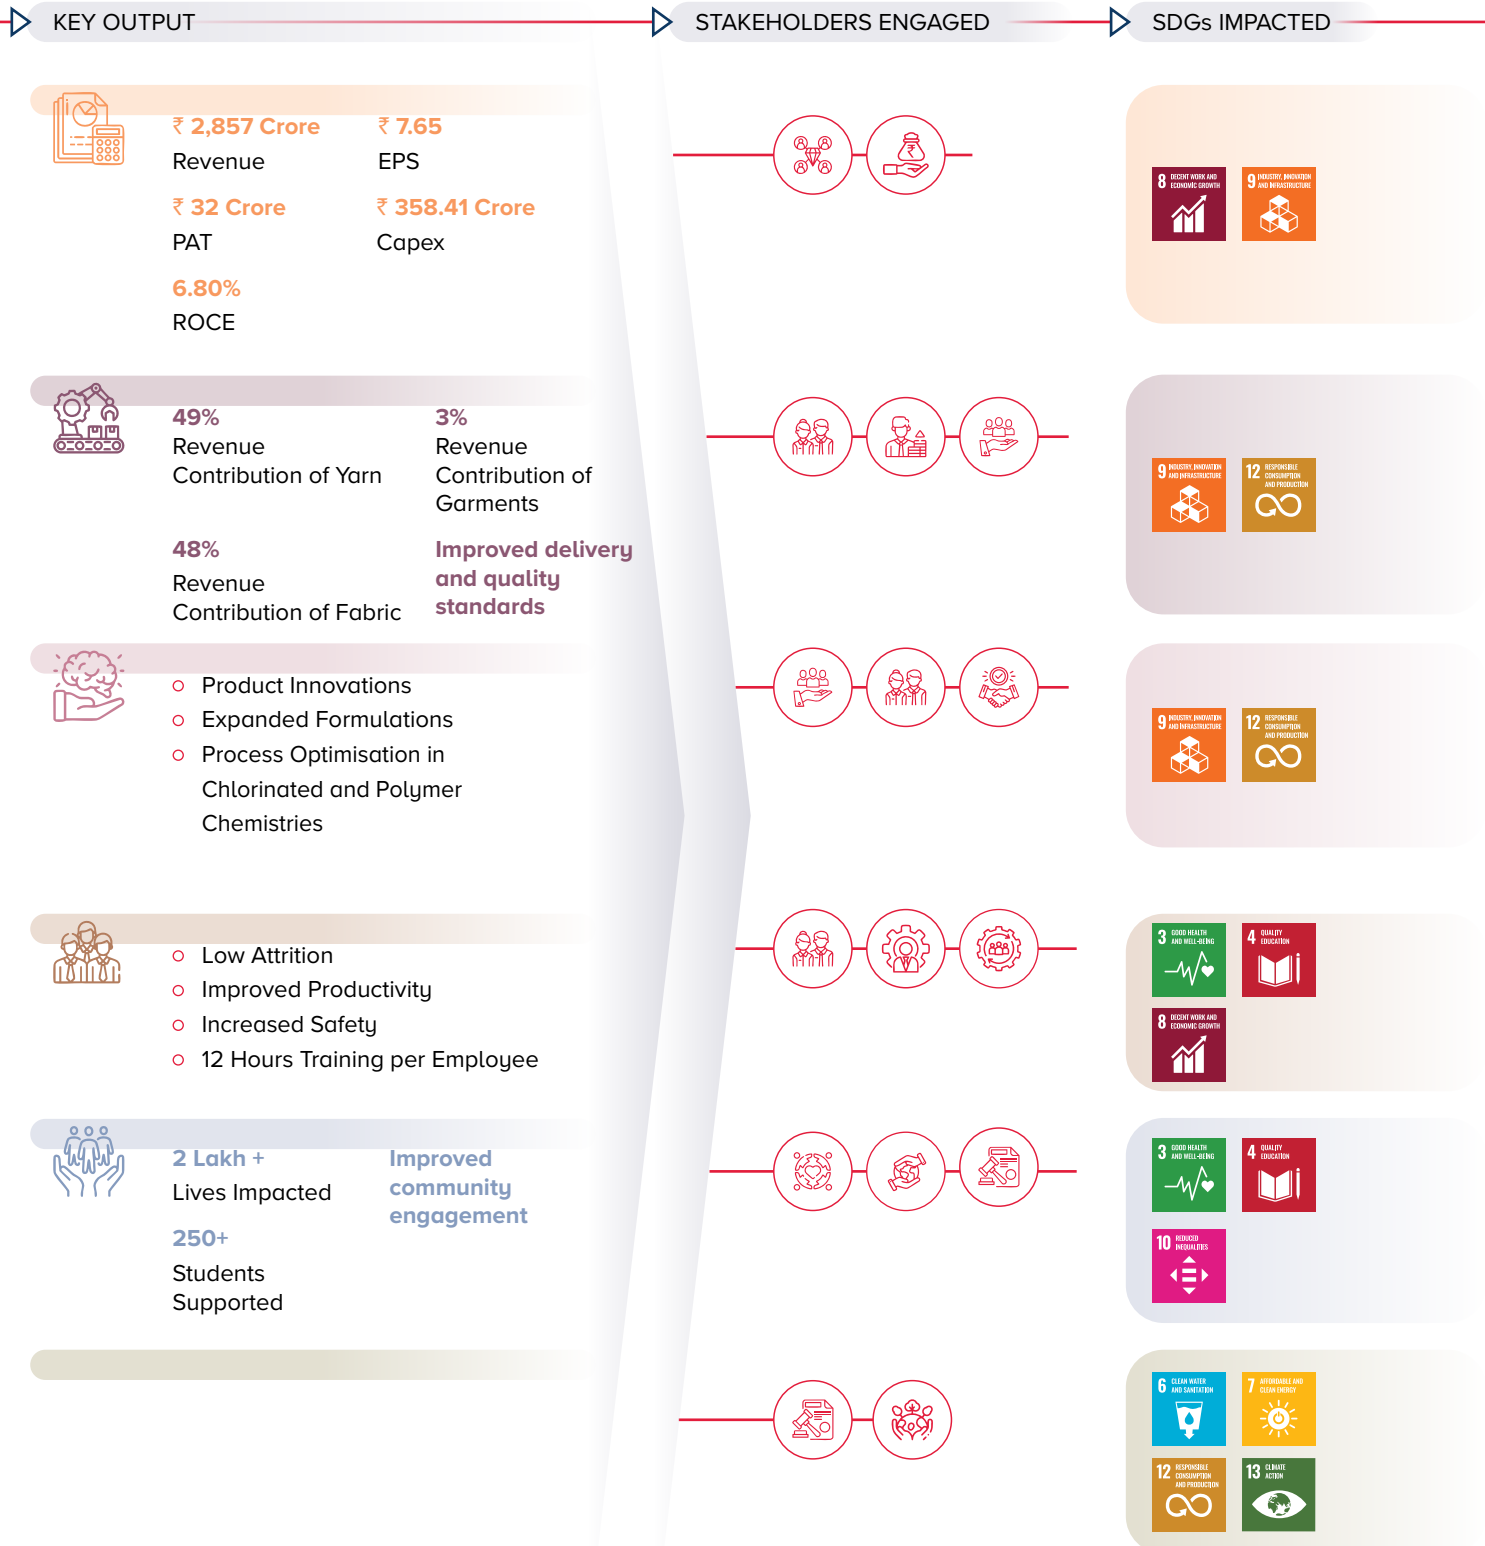 KEY OUTPUT
STAKEHOLDERS ENGAGED
SDGs IMPACTED
₹ 2,857 Crore
Revenue
₹ 7.65
EPS
₹ 32 Crore
PAT
₹ 358.41 Crore
Capex
6.80%
ROCE
8 DECENT WORK AND
ECONOMIC GROWTH
9 INDUSTRY, INNOVATION
AND INFRASTRUCTURE
49%
Revenue
Contribution of Yarn
3%
Revenue
Contribution of
Garments
48%
Revenue
Contribution of Fabric
Improved delivery
and quality
standards
9 INDUSTRY, INNOVATION
AND INFRASTRUCTURE
12 RESPONSIBLE
CONSUMPTION
AND PRODUCTION
Product Innovations
Expanded Formulations
Process Optimisation in
Chlorinated and Polymer
Chemistries
9 INDUSTRY, INNOVATION
AND INFRASTRUCTURE
12 RESPONSIBLE
CONSUMPTION
AND PRODUCTION
Low Attrition
Improved Productivity
Increased Safety
12 Hours Training per Employee
3 GOOD HEALTH
AND WELL-BEING
4 QUALITY
EDUCATION
8 DECENT WORK AND
ECONOMIC GROWTH
2 Lakh +
Lives Impacted
Improved
community
engagement
250+
Students
Supported
3 GOOD HEALTH
AND WELL-BEING
4 QUALITY
EDUCATION
10 REDUCED
INEQUALITIES
6 CLEAN WATER
AND SANITATION
7 AFFORDABLE AND
CLEAN ENERGY
12 RESPONSIBLE
CONSUMPTION
AND PRODUCTION
13 CLIMATE
ACTION